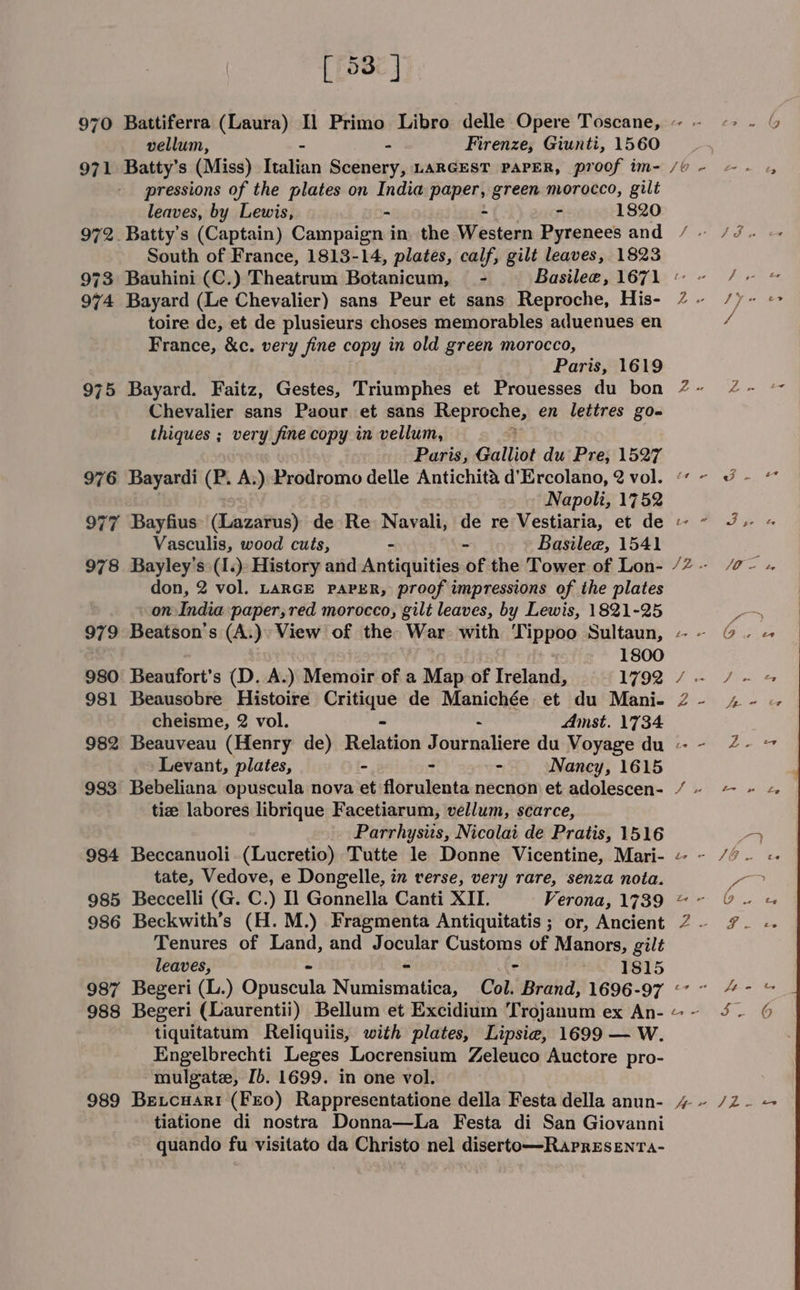 [ 53 ]
970 Battiferra (Laura) Il Primo Libro delle Opere Toscane,
vellum, - - Firenze, Giunti, 1560
971 Batty's (Miss) Italian Scenery, LARGEST PAPER, proof im-
pressions of the plates on India paper, green morocco, gilt
leaves, by Lewis, - - - 1820
972 Batty's (Captain) Campaign in the Western Pyrenees and
South of France, 1813-14, plates, calf, gilt leaves, 1823
973 Bauhini (C.) Theatrum Botanicum, - Basileæ, 1671
974 Bayard (Le Chevalier) sans Peur et sans Reproche, His-
toire de, et de plusieurs choses memorables aduenues en
France, &c. very fine copy in old green morocco,
Paris, 1619
975 Bayard. Faitz, Gestes, Triumphes et Prouesses du bon
Chevalier sans Paour et sans Reproche, en lettres go-
thiques ; very fine copy in vellum,
Paris, Galliot du Pre, 1527
976 Bayardi (P. A.) Prodromo delle Antichità d'Ercolano, 2 vol.
Napoli, 1752
977 Bayfius (Lazarus) de Re Navali, de re Vestiaria, et de
Vasculis, wood cuts, - - Basileæ, 1541
978 Bayley's (I.) History and Antiquities of the Tower of Lon-
don, 2 vol. LARGE PAPER, proof impressions of the plates
on India paper, red morocco, gilt leaves, by Lewis, 1821-25
979 Beatson's (A.) View of the War with Tippoo Sultaun,
1800
980 Beaufort's (D. A.) Memoir of a Map of Ireland, 1792
981 Beausobre Histoire Critique de Manichée et du Mani-
cheisme, 2 vol. - - Amst. 1734
982 Beauveau (Henry de) Relation Journaliere du Voyage du
Levant, plates, - - - Nancy, 1615
983 Bebeliana opuscula nova et florulenta necnon et adolescen-
tiæ labores librique Facetiarum, vellum, scarce,
Parrhysiis, Nicolai de Pratis, 1516
984 Beccanuoli (Lucretio) Tutte le Donne Vicentine, Mari-
tate, Vedove, e Dongelle, in verse, very rare, senza nota.
985 Beccelli (G. C.) Il Gonnella Canti XII. Verona, 1739
986 Beckwith's (H. M.) Fragmenta Antiquitatis ; or, Ancient
Tenures of Land, and Jocular Customs of Manors, gilt
leaves, - - - 1815
987 Begeri (L.) Opuscula Numismatica, Col. Brand, 1696-97
988 Begeri (Laurentii) Bellum et Excidium Trojanum ex An-
tiquitatum Reliquiis, with plates, Lipsiæ, 1699 — W.
Engelbrechti Leges Locrensium Zeleuco Auctore pro-
mulgatæ, Ib. 1699. in one vol.
989 BELCHARI (FEO) Rappresentatione della Festa della anun-
tiatione di nostra Donna—La Festa di San Giovanni
quando fu visitato da Christo nel diserto—RAPRESENTA-